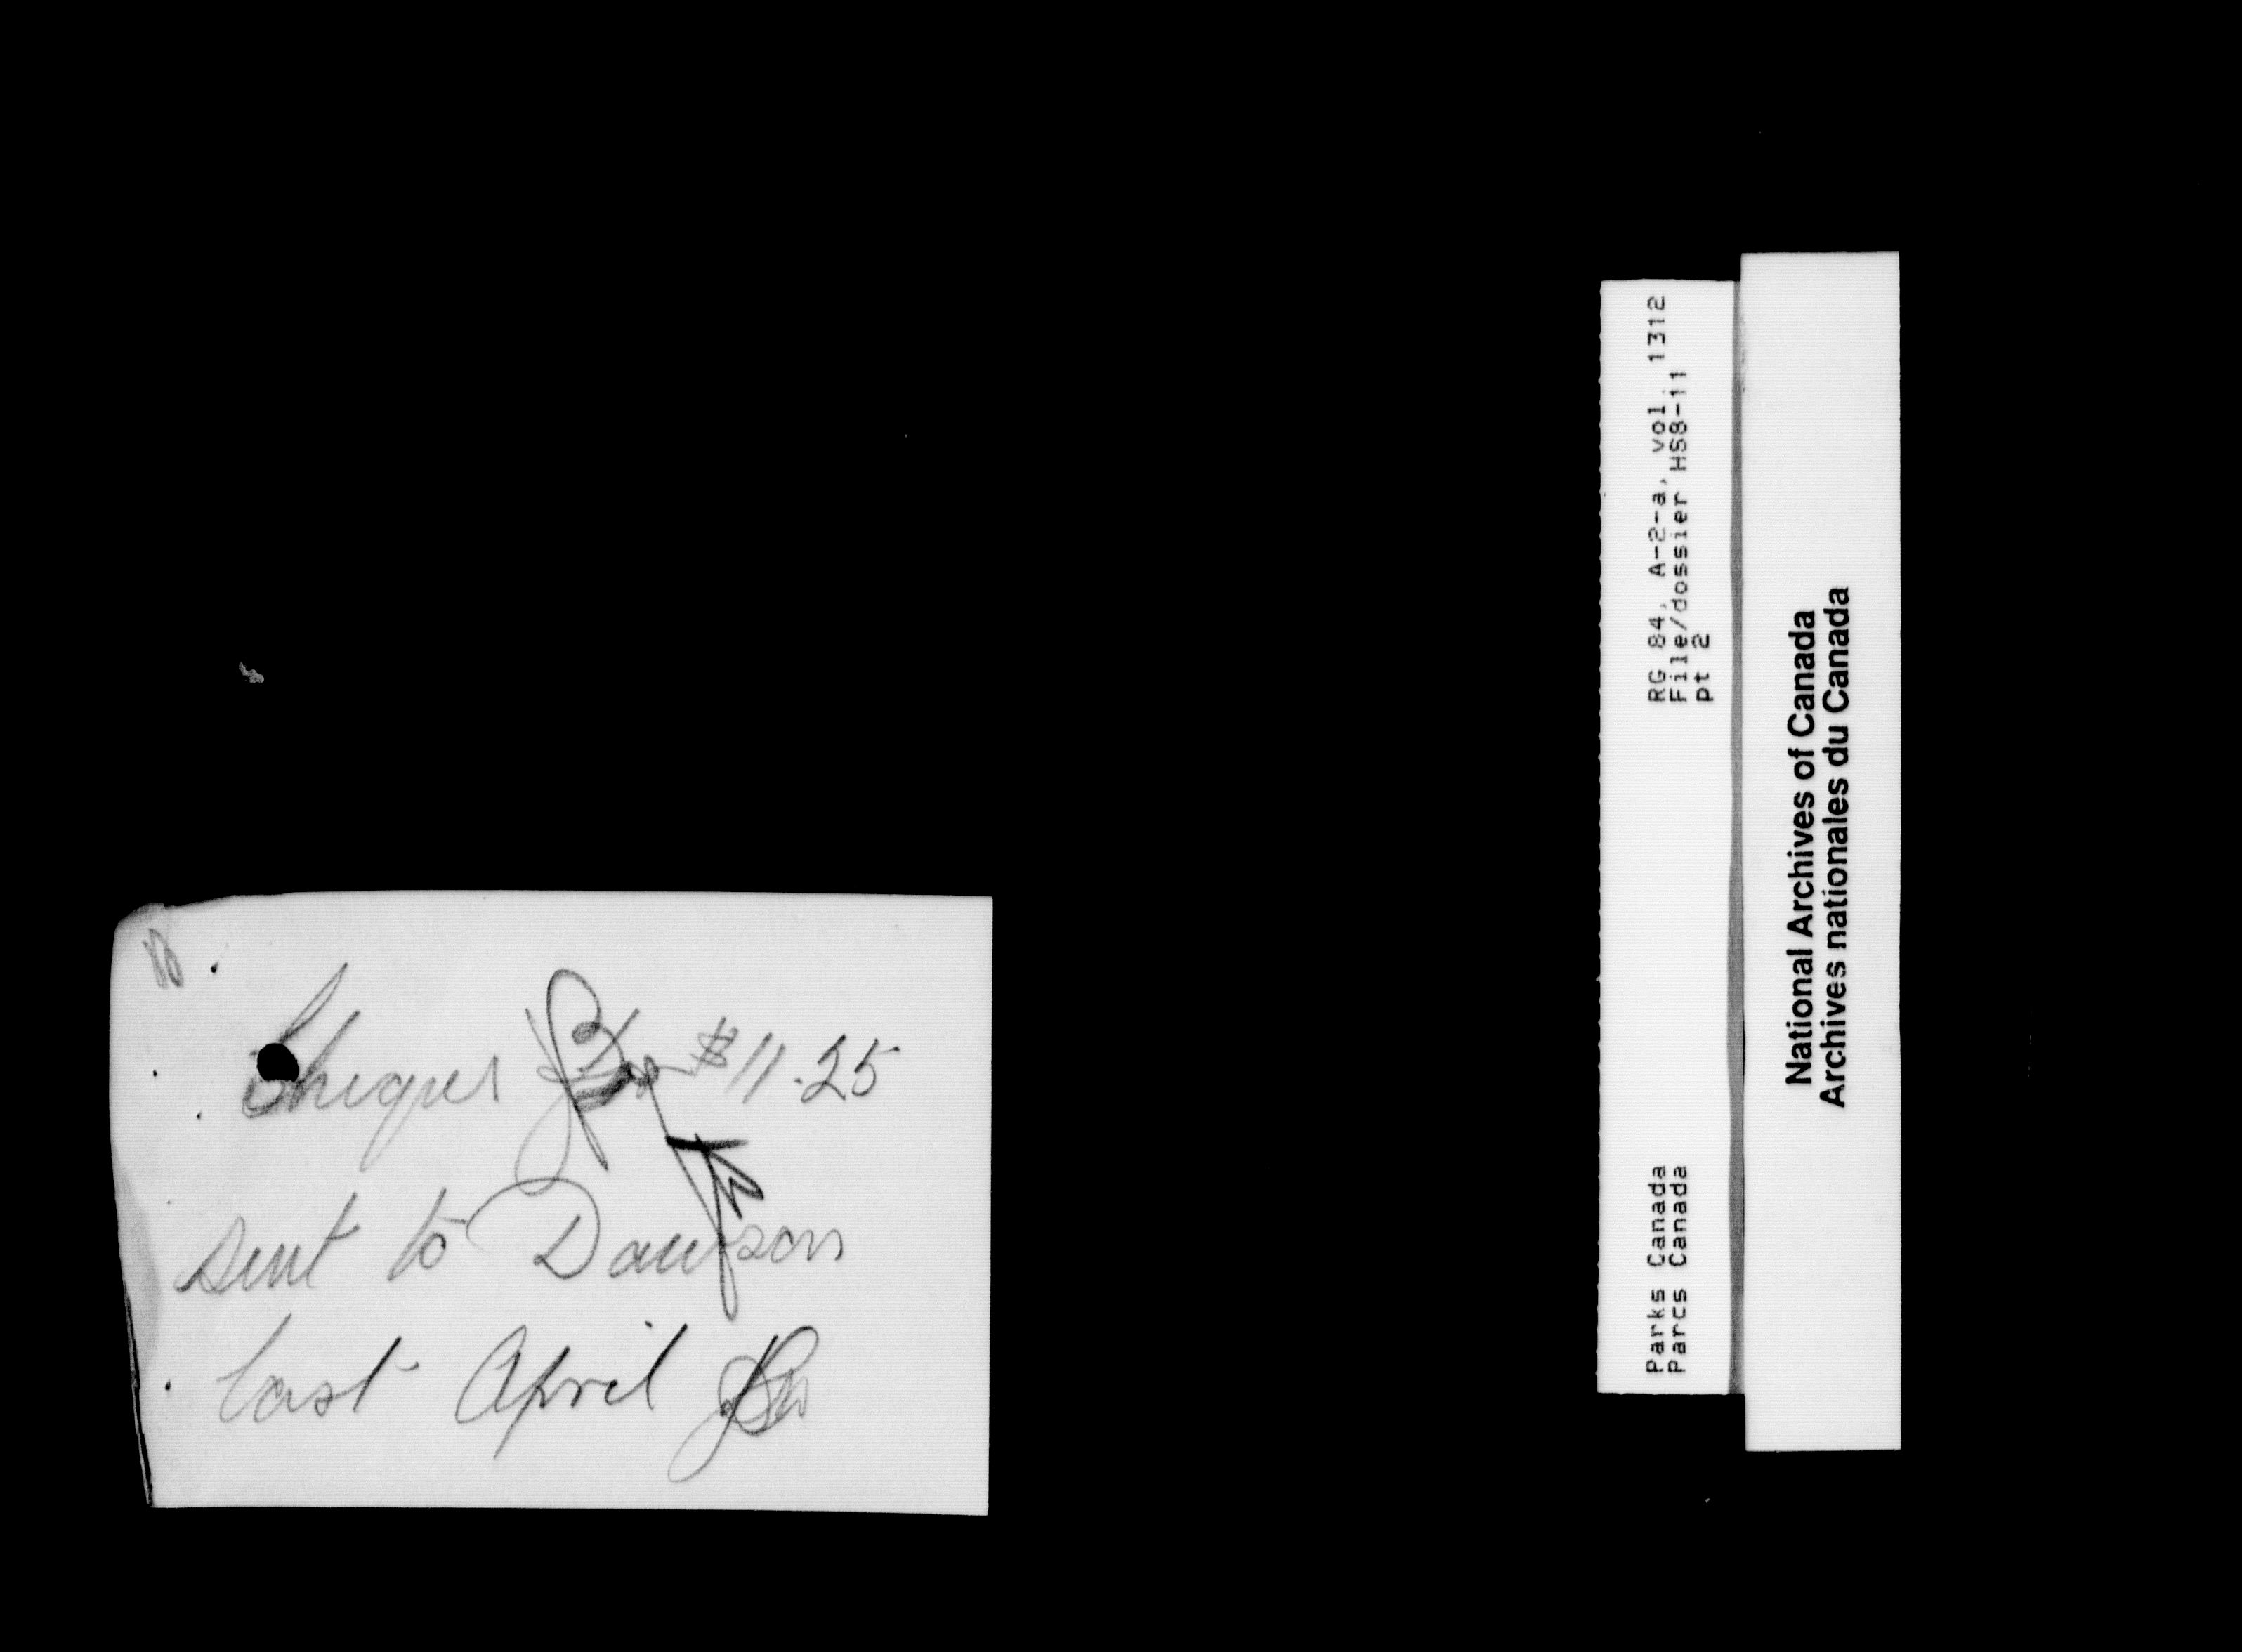 Cheque for $11.25
sent to Dawson
last April
RG 84, A-2-a, vol. 1312
File/dossier HS8-11
pt 2
Parks Canada
Parcs Canada
National Archives of Canada
Archives nationales du Canada